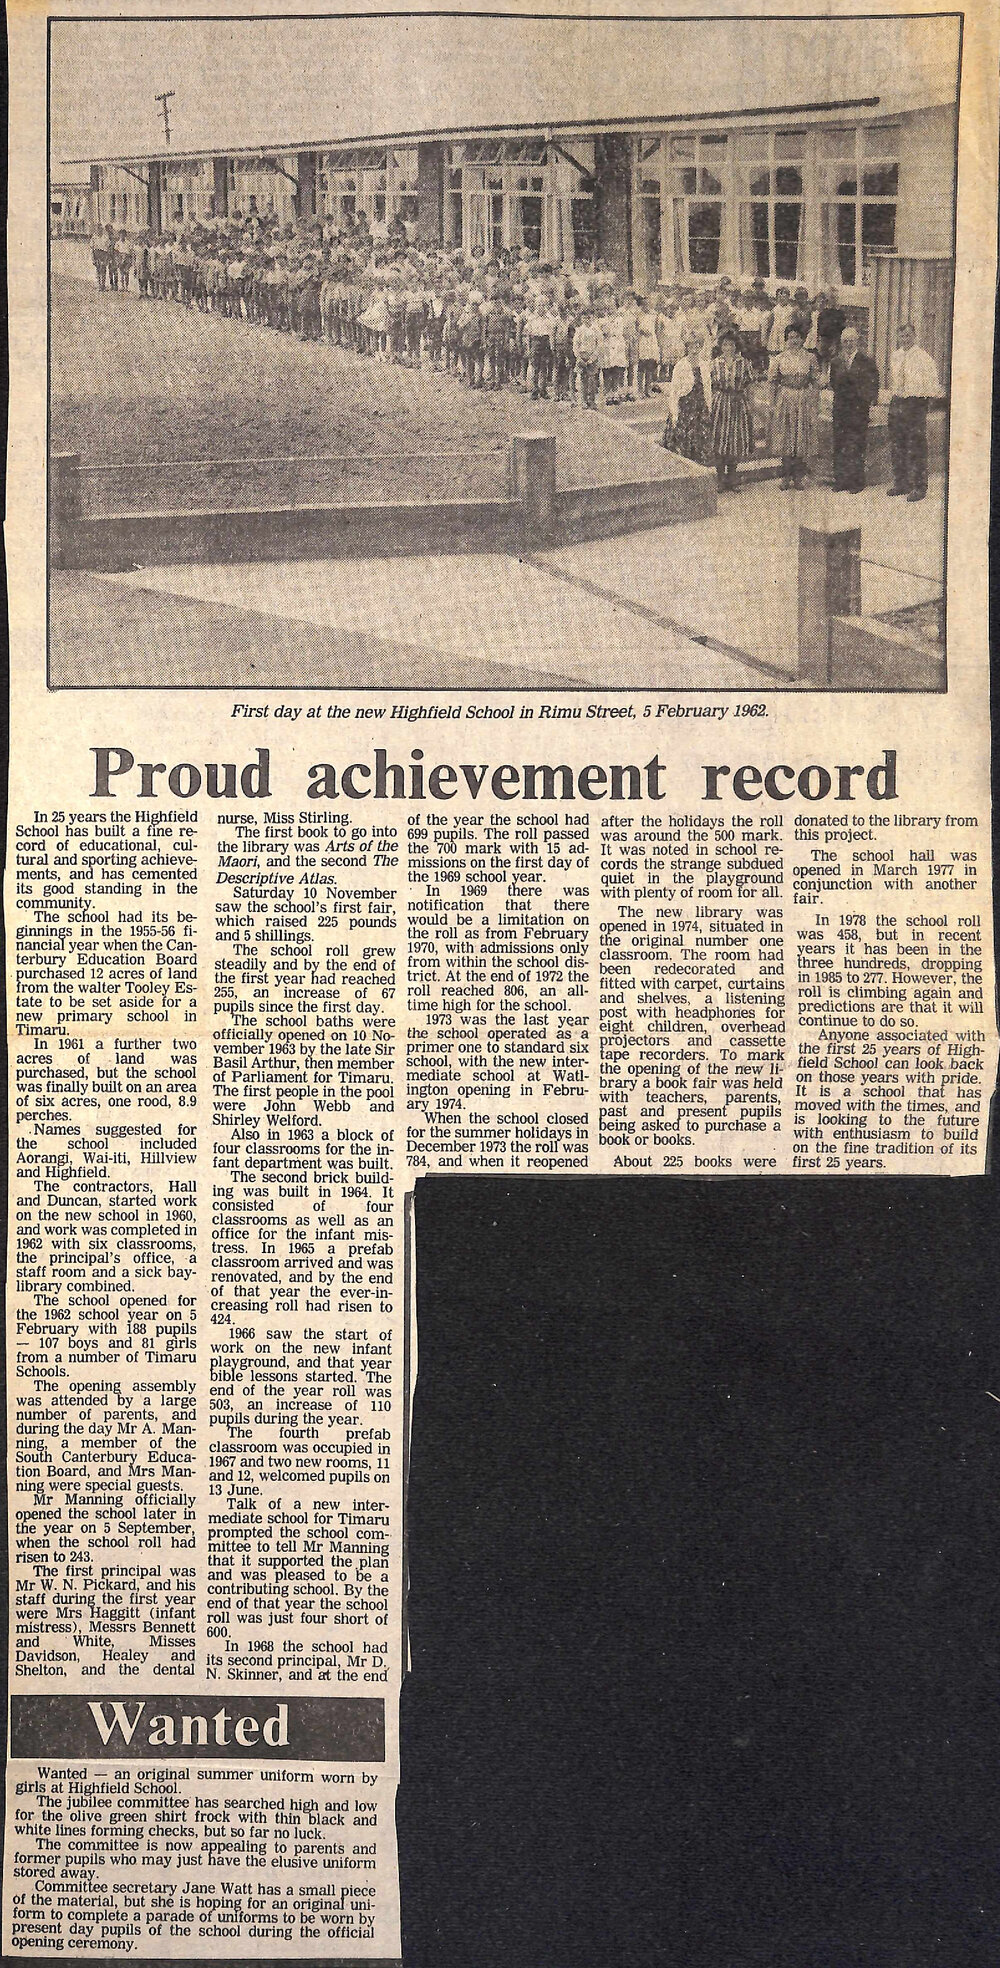 First day at the new Highfield School in Rimu Street, 5 February 1962.
Proud achievement record
In 25 years the Highfield
School has built a fine re-
cord of educational, cul-
tural and sporting achieve-
ments, and has cemented
its good standing in the
community.
The school had its be-
ginnings in the 1955-56 fi-
nancial year when the Can-
terbury Education Board
purchased 12 acres of land
from the walter Tooley Es-
tate to be set aside for a
new primary school in
Timaru.
In 1961 a further two
acres of land was
purchased, but the school
was finally built on an area
of six acres, one rood, 8.9
perches.
Names suggested for
the school included
Aorangi, Wai-iti, Hillview
and Highfield.
The contractors, Hall
and Duncan, started work
on the new school in 1960,
and work was completed in
1962 with six classrooms,
the principal's office, a
staff room and a sick bay-
library combined.
The school opened for
the 1962 school year on 5
February with 188 pupils
— 107 boys and 81 girls
from a number of Timaru
Schools.
The opening assembly
was attended by a large
number of parents, and
during the day Mr A. Man-
ning, a member of the
South Canterbury Educa-
tion Board, and Mrs Man-
ning were special guests.
Mr Manning officially
opened the school later in
the year on 5 September,
when the school roll had
risen to 243.
The first principal was
Mr W. N. Pickard, and his
staff during the first year
were Mrs Haggitt (infant
mistress), Messrs Bennett
and White, Misses
Davidson, Healey and
Shelton, and the dental
nurse, Miss Stirling.
The first book to go into
the library was Arts of the
Maori, and the second The
Descriptive Atlas.
Saturday 10 November
saw the school's first fair,
which raised 225 pounds
and 5 shillings.
The school roll grew
steadily and by the end of
the first year had reached
255, an increase of 67
pupils since the first day.
The school baths were
officially opened on 10 No-
vember 1963 by the late Sir
Basil Arthur, then member
of Parliament for Timaru.
The first people in the pool
were John Webb and
Shirley Welford.
Also in 1963 a block of
four classrooms for the in-
fant department was built.
The second brick build-
ing was built in 1964. It
consisted of four
classrooms as well as an
office for the infant mis-
tress. In 1965 a prefab
classroom arrived and was
renovated, and by the end
of that year the ever-in-
creasing roll had risen to
424.
1966 saw the start of
work on the new infant
playground, and that year
bible lessons started. The
end of the year roll was
503, an increase of 110
pupils during the year.
The fourth prefab
classroom was occupied in
1967 and two new rooms, 11
and 12, welcomed pupils on
13 June.
Talk of a new inter-
mediate school for Timaru
prompted the school com-
mittee to tell Mr Manning
that it supported the plan
and was pleased to be a
contributing school. By the
end of that year the school
roll was just four short of
600.
In 1968 the school had
its second principal, Mr D.
N. Skinner, and at the end
of the year the school had
699 pupils. The roll passed
the 700 mark with 15 ad-
missions on the first day of
the 1969 school year.
In 1969 there was
notification that there
would be a limitation on
the roll as from February
1970, with admissions only
from within the school dis-
trict. At the end of 1972 the
roll reached 806, an all-
time high for the school.
1973 was the last year
the school operated as a
primer one to standard six
school, with the new inter-
mediate school at Watl-
ington opening in Febru-
ary 1974.
When the school closed
for the summer holidays in
December 1973 the roll was
784, and when it reopened
after the holidays the roll
was around the 500 mark.
It was noted in school re-
cords the strange subdued
quiet in the playground
with plenty of room for all.
The new library was
opened in 1974, situated in
the original number one
classroom. The room had
been redecorated and
fitted with carpet, curtains
and shelves, a listening
post with headphones for
eight children, overhead
projectors and cassette
tape recorders. To mark
the opening of the new li-
brary a book fair was held
with teachers, parents,
past and present pupils
being asked to purchase a
book or books.
About 225 books were
donated to the library from
this project.
The school hall was
opened in March 1977 in
conjunction with another
fair.
In 1978 the school roll
was 458, but in recent
years it has been in the
three hundreds, dropping
in 1985 to 277. However, the
roll is climbing again and
predictions are that it will
continue to do so.
Anyone associated with
the first 25 years of High-
field School can look back
on those years with pride.
It is a school that has
moved with the times, and
is looking to the future
with enthusiasm to build
on the fine tradition of its
first 25 years.
Wanted
Wanted — an original summer uniform worn by
girls at Highfield School.
The jubilee committee has searched high and low
for the olive green shirt frock with thin black and
white lines forming checks, but so far no luck.
The committee is now appealing to parents and
former pupils who may just have the elusive uniform
stored away.
Committee secretary Jane Watt has a small piece
of the material, but she is hoping for an original uni-
form to complete a parade of uniforms to be worn by
present day pupils of the school during the official
opening ceremony.